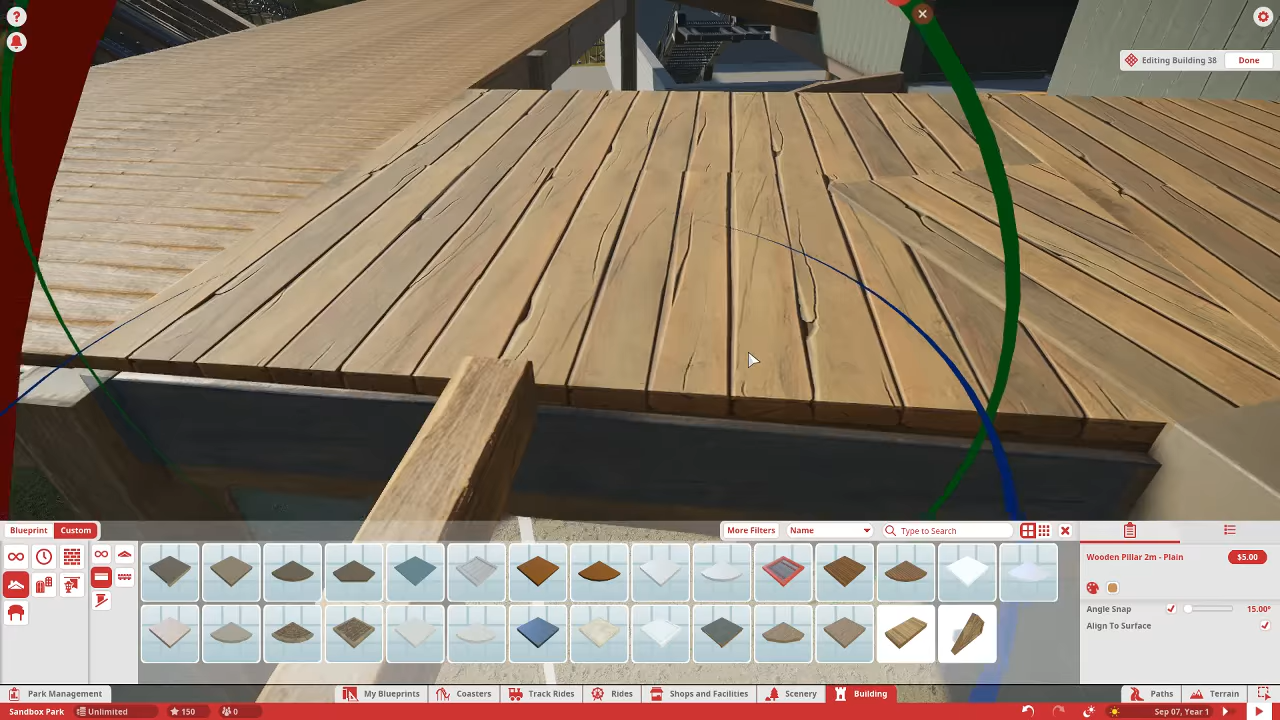 ?
Editing Building 38
Done
Blueprint
Custom
More Filters
Name
Type to Search
Wooden Pillar 2m - Plain
$5.00
Angle Snap
15.00°
Align To Surface
Park Management
My Blueprints
Coasters
Track Rides
Rides
Shops and Facilities
Scenery
Building
Paths
Terrain
Sandbox Park
Unlimited
150
0
Sep 07, Year 1